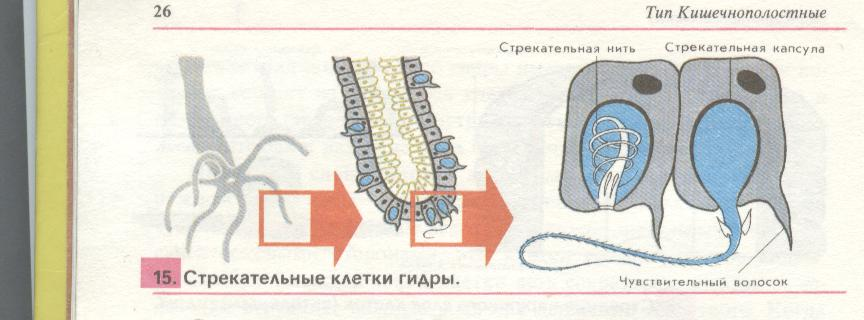 26
Тип Кишечнополостные
Стрекательная нить
Стрекательная капсула
Чувствительный волосок
15. Стрекательные клетки гидры.